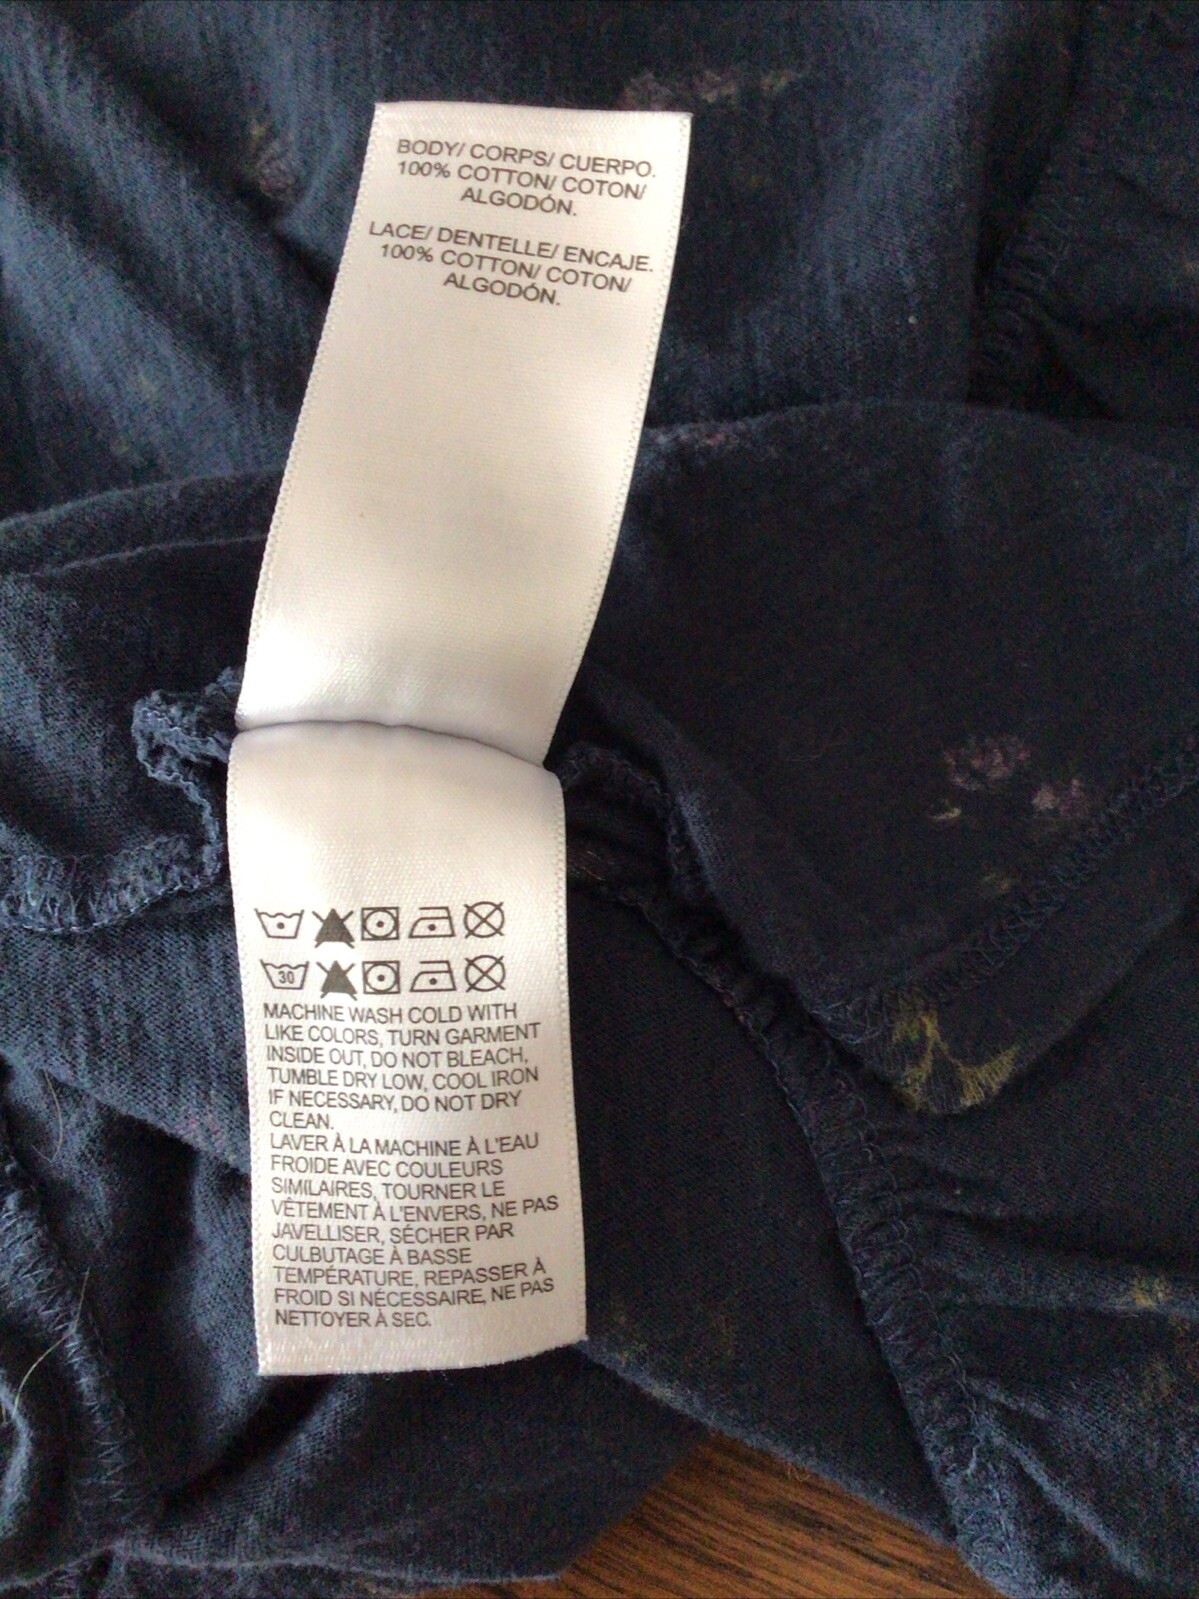 BODY/ CORPS/ CUERPO.
100% COTTON/ COTON/
ALGODÓN.
LACE/ DENTELLE/ ENCAJE.
100% COTTON/ COTON/
ALGODÓN.
30
MACHINE WASH COLD WITH
LIKE COLORS, TURN GARMENT
INSIDE OUT, DO NOT BLEACH,
TUMBLE DRY LOW, COOL IRON
IF NECESSARY, DO NOT DRY
CLEAN.
LAVER À LA MACHINE À L'EAU
FROIDE AVEC COULEURS
SIMILAIRES, TOURNER LE
VÊTEMENT À L'ENVERS, NE PAS
JAVELLISER, SÉCHER PAR
CULBUTAGE À BASSE
TEMPÉRATURE, REPASSER À
FROID SI NÉCESSAIRE, NE PAS
NETTOYER À SEC.